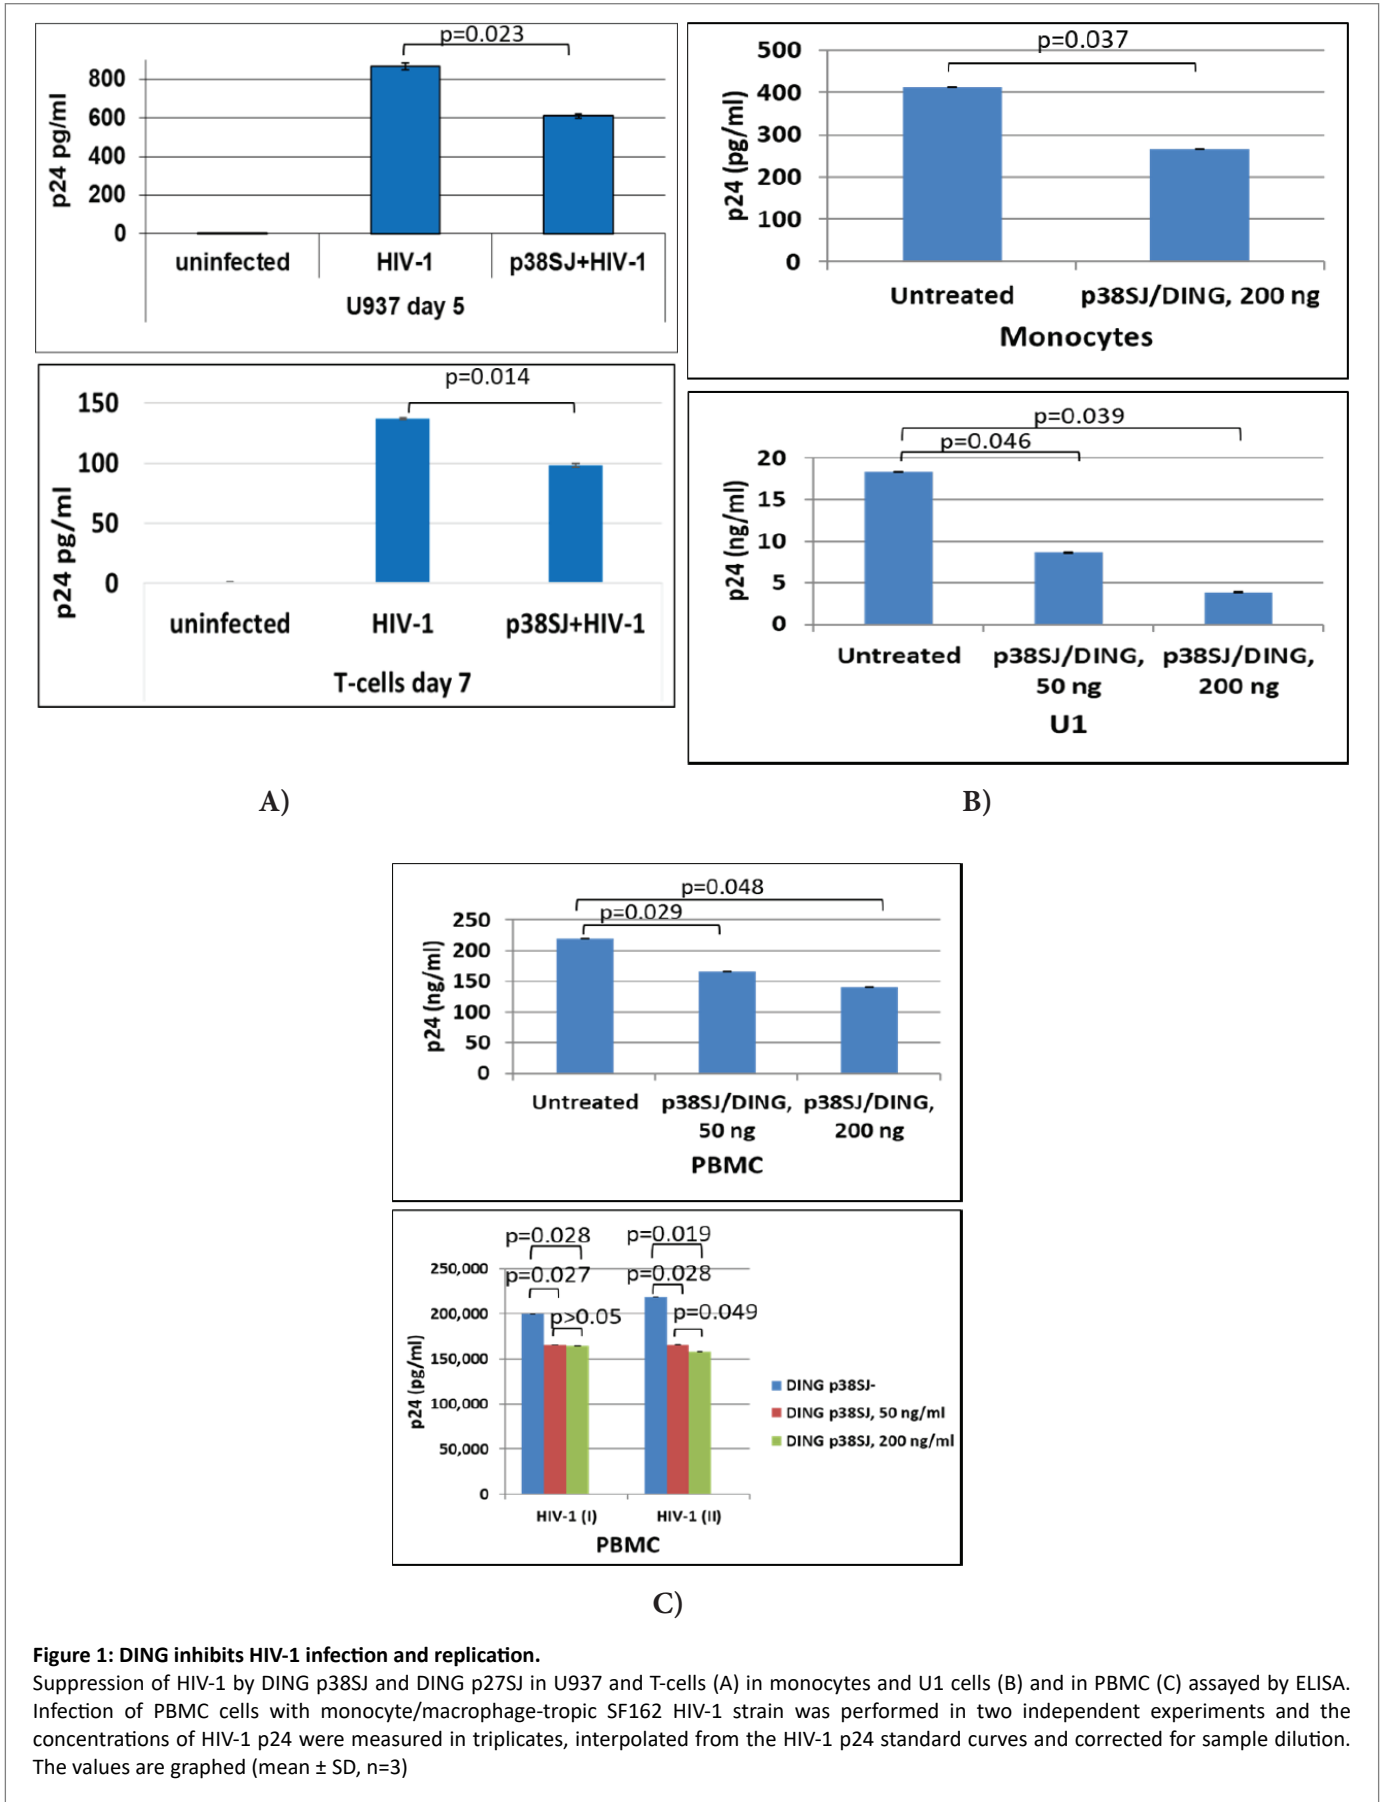 p=0.023
p24 pg/ml
800
600
400
200
0
uninfected HIV-1 p38SJ+HIV-1
U937 day 5
p=0.014
p24 pg/ml
150
100
50
0
uninfected HIV-1 p38SJ+HIV-1
T-cells day 7
A)
p=0.037
p24 (pg/ml)
500
400
300
200
100
0
Untreated p38SJ/DING, 200 ng
Monocytes
p=0.039
p=0.046
p24 (ng/ml)
20
15
10
5
0
Untreated p38SJ/DING, p38SJ/DING,
50 ng 200 ng
U1
B)
p=0.048
p=0.029
p24 (ng/ml)
250
200
150
100
50
0
Untreated p38SJ/DING, p38SJ/DING,
50 ng 200 ng
PBMC
p=0.028 p=0.019
p=0.027 p=0.028
p>0.05 p=0.049
p24 (pg/ml)
250,000
200,000
150,000
100,000
50,000
0
HIV-1 (I) HIV-1 (II)
PBMC
DING p38SJ-
DING p38SJ, 50 ng/ml
DING p38SJ, 200 ng/ml
C)
Figure 1: DING inhibits HIV-1 infection and replication.
Suppression of HIV-1 by DING p38SJ and DING p27SJ in U937 and T-cells (A) in monocytes and U1 cells (B) and in PBMC (C) assayed by ELISA.
Infection of PBMC cells with monocyte/macrophage-tropic SF162 HIV-1 strain was performed in two independent experiments and the
concentrations of HIV-1 p24 were measured in triplicates, interpolated from the HIV-1 p24 standard curves and corrected for sample dilution.
The values are graphed (mean ± SD, n=3)